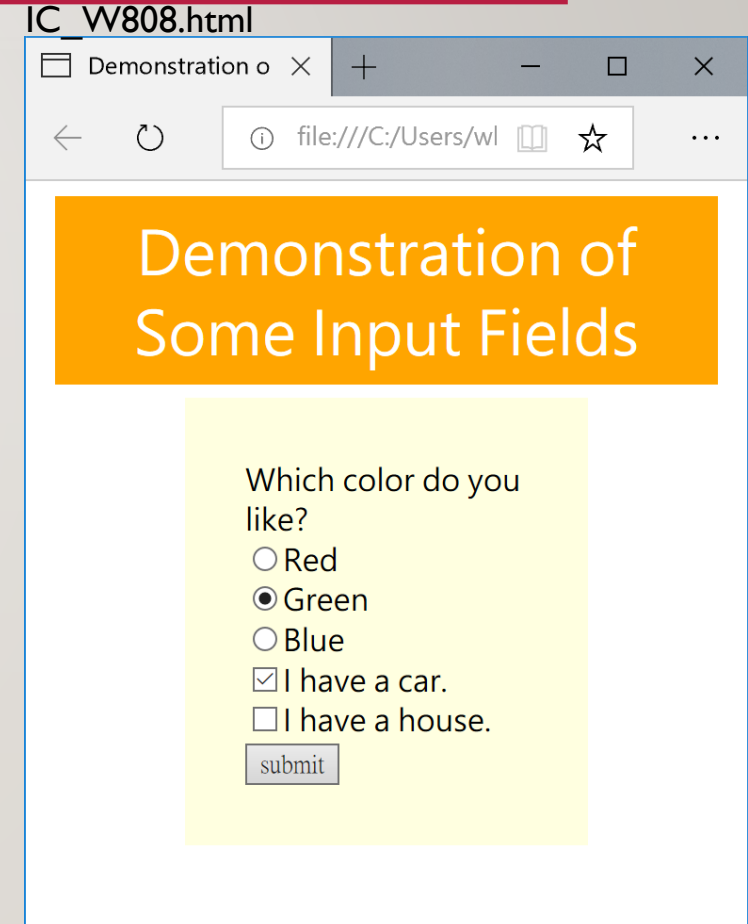 IC_W808.html
Demonstration o
file:///C:/Users/wl
Demonstration of
Some Input Fields
Which color do you
like?
Red
Green
Blue
I have a car.
I have a house.
submit